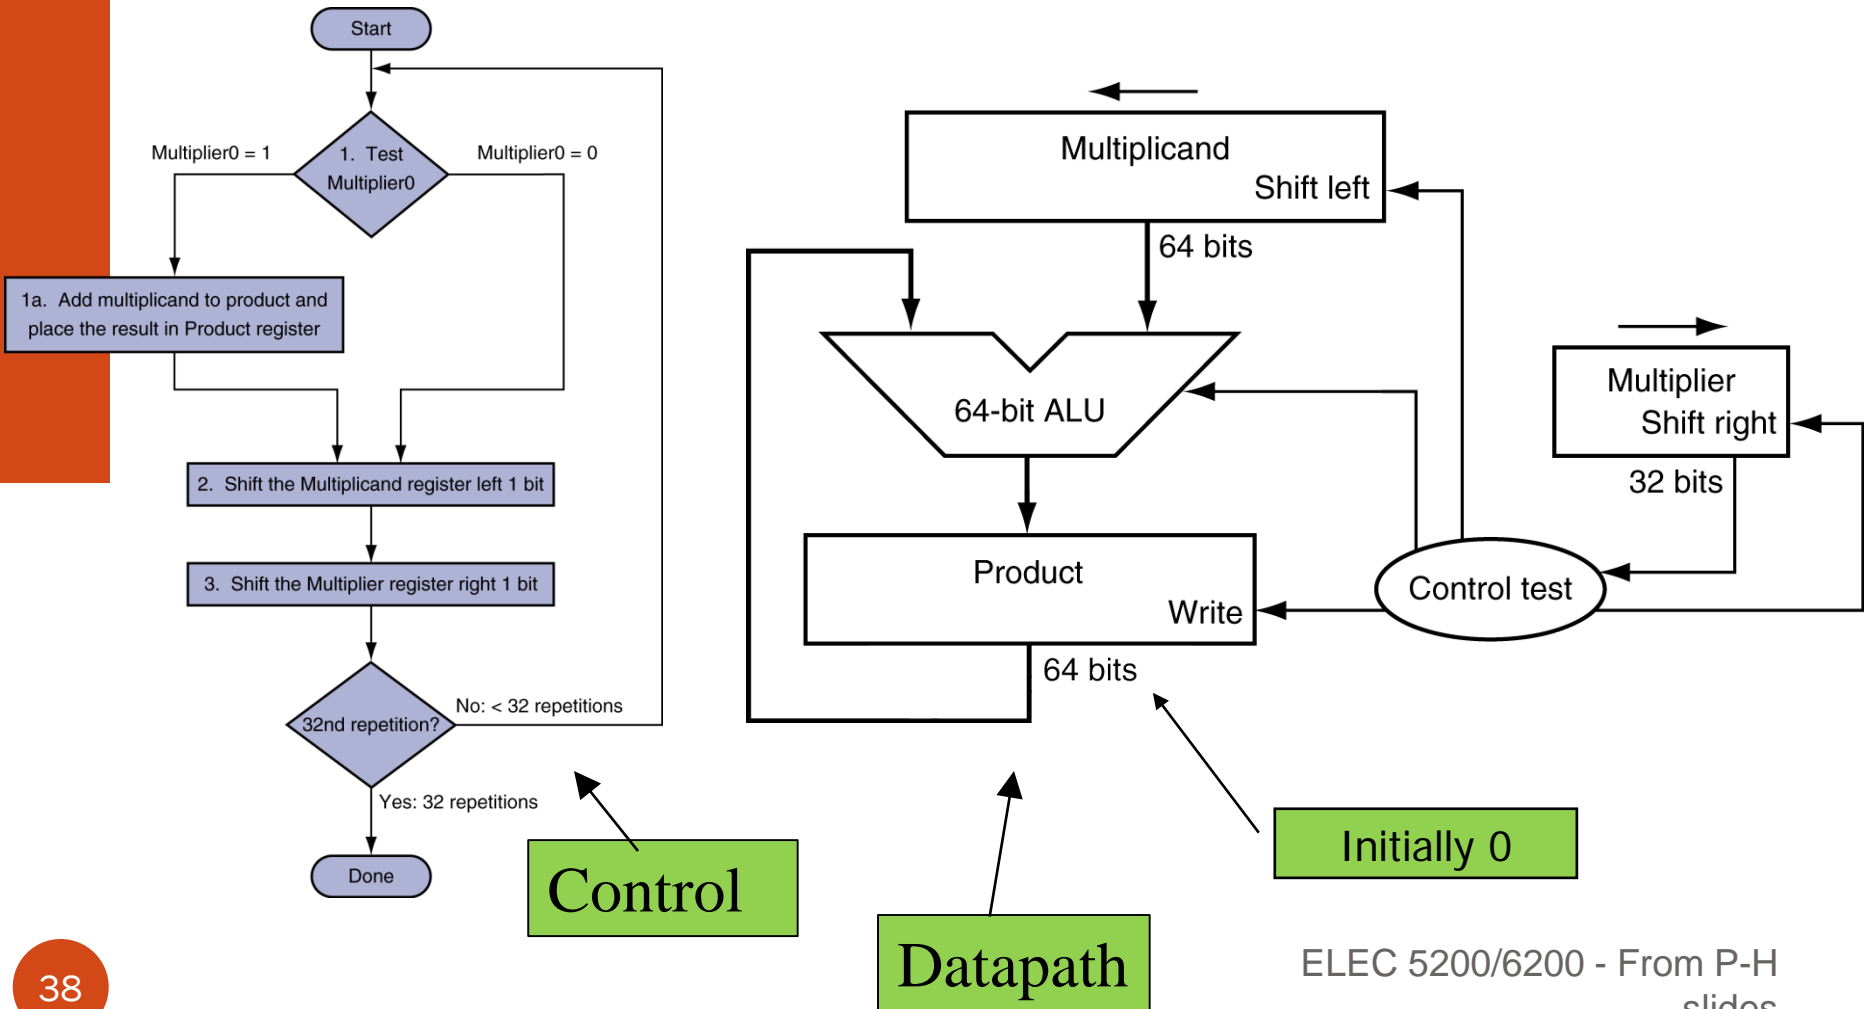 Start
Multiplier0 = 1
1. Test
Multiplier0
Multiplier0 = 0
1a. Add multiplicand to product and
place the result in Product register
2. Shift the Multiplicand register left 1 bit
3. Shift the Multiplier register right 1 bit
32nd repetition?
No: < 32 repetitions
Yes: 32 repetitions
Done
Control
Multiplicand
Shift left
64 bits
64-bit ALU
Product
Write
64 bits
Multiplier
Shift right
32 bits
Control test
Initially 0
Datapath
38
ELEC 5200/6200 - From P-H
slides